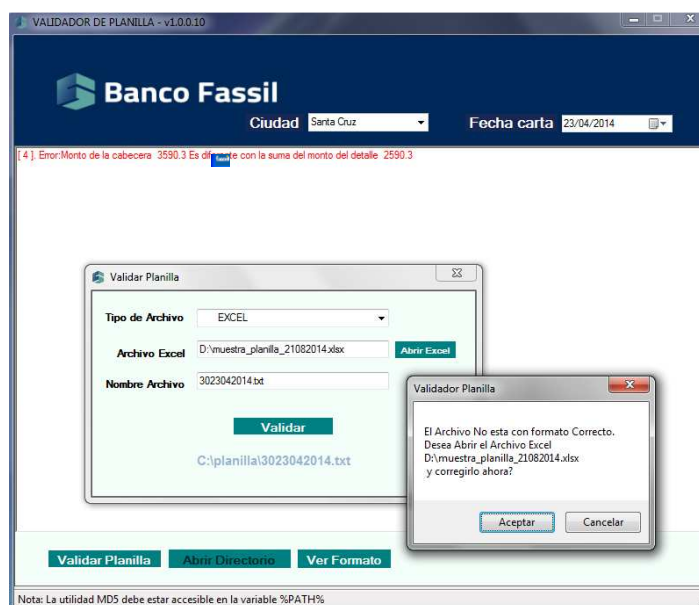 VALIDADOR DE PLANILLA - v1.0.0.10
Banco Fassil
Ciudad Santa Cruz Fecha carta 23/04/2014
[ 4 ]. Error:Monto de la cabecera 3590.3 Es diferente con la suma del monto del detalle 2590.3
Validar Planilla
Tipo de Archivo EXCEL
Archivo Excel D:\muestra_planilla_21082014.xlsx Abrir Excel
Nombre Archivo 3023042014.txt
Validar
C:\planilla\3023042014.txt
Validador Planilla
El Archivo No esta con formato Correcto.
Desea Abrir el Archivo Excel
D:\muestra_planilla_21082014.xlsx
y corregirlo ahora?
Aceptar Cancelar
Validar Planilla Abrir Directorio Ver Formato
Nota: La utilidad MD5 debe estar accesible en la variable %PATH%